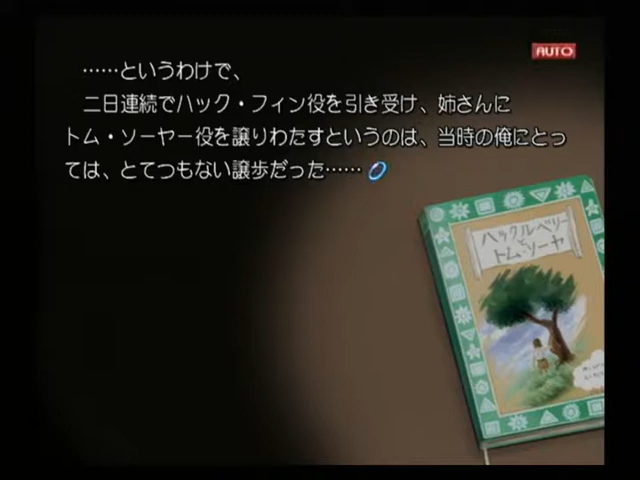 AUTO
……というわけで、
二日連続でハック・フィン役を引き受け、姉さんに
トム・ソーヤー役を譲りわたすというのは、当時の俺にとっ
ては、とてつもない譲歩だった……
ハックルベリー
と
トム・ソーヤ